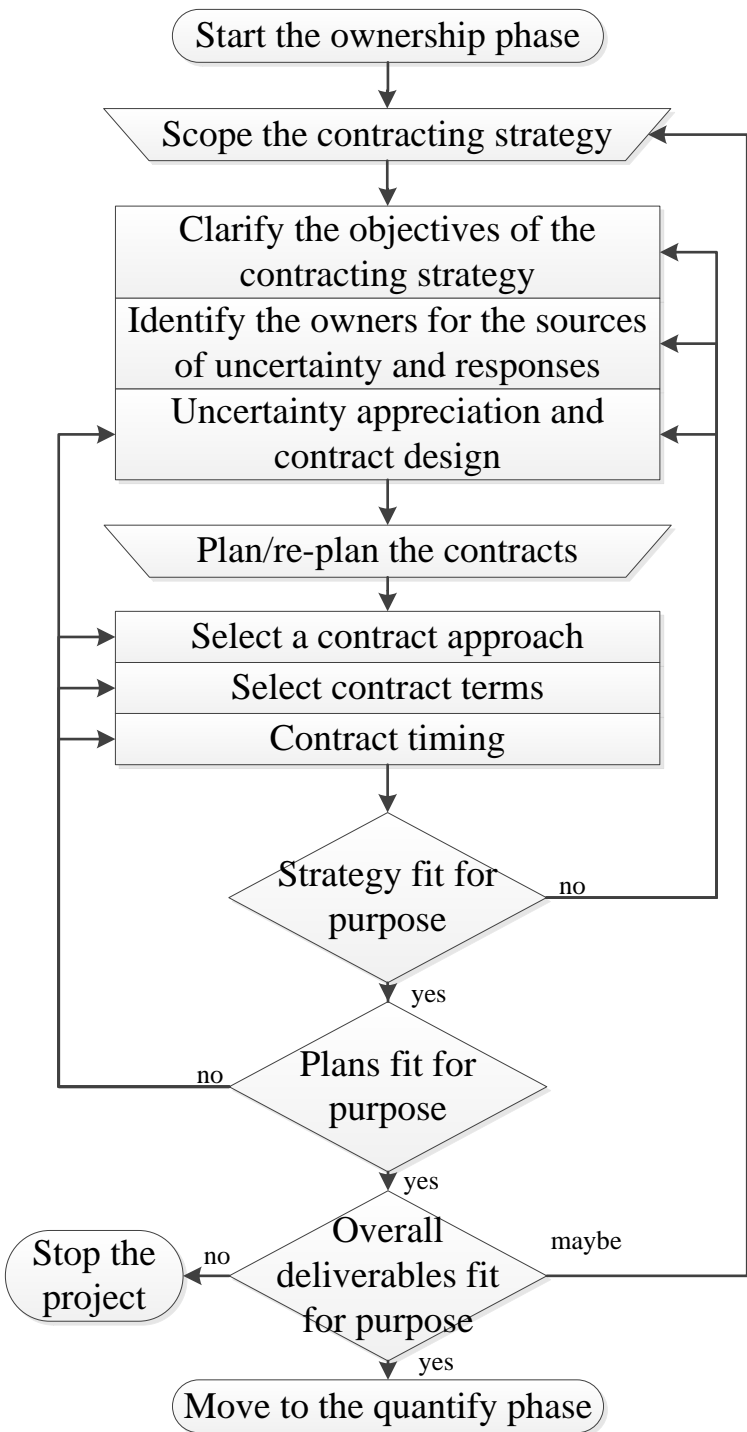 Start the ownership phase
Scope the contracting strategy
Clarify the objectives of the
contracting strategy
Identify the owners for the sources
of uncertainty and responses
Uncertainty appreciation and
contract design
Plan/re-plan the contracts
Select a contract approach
Select contract terms
Contract timing
Strategy fit for
purpose
no
yes
Plans fit for
purpose
no
yes
Overall
deliverables fit
for purpose
maybe
no
Stop the
project
yes
Move to the quantify phase